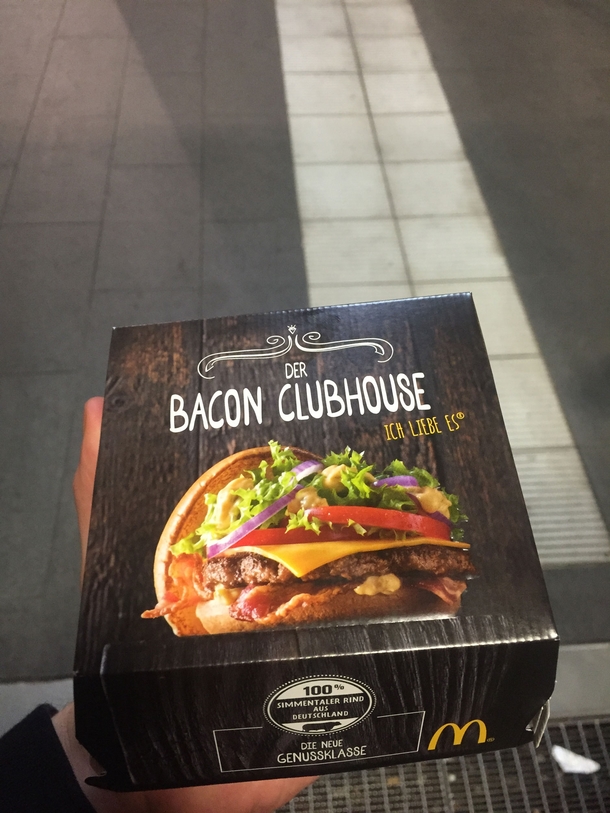 DER
BACON CLUBHOUSE
ICH LIEBE ES®
100%
SIMMENTALER RIND
AUS
DEUTSCHLAND
DIE NEUE
GENUSSKLASSE
M®